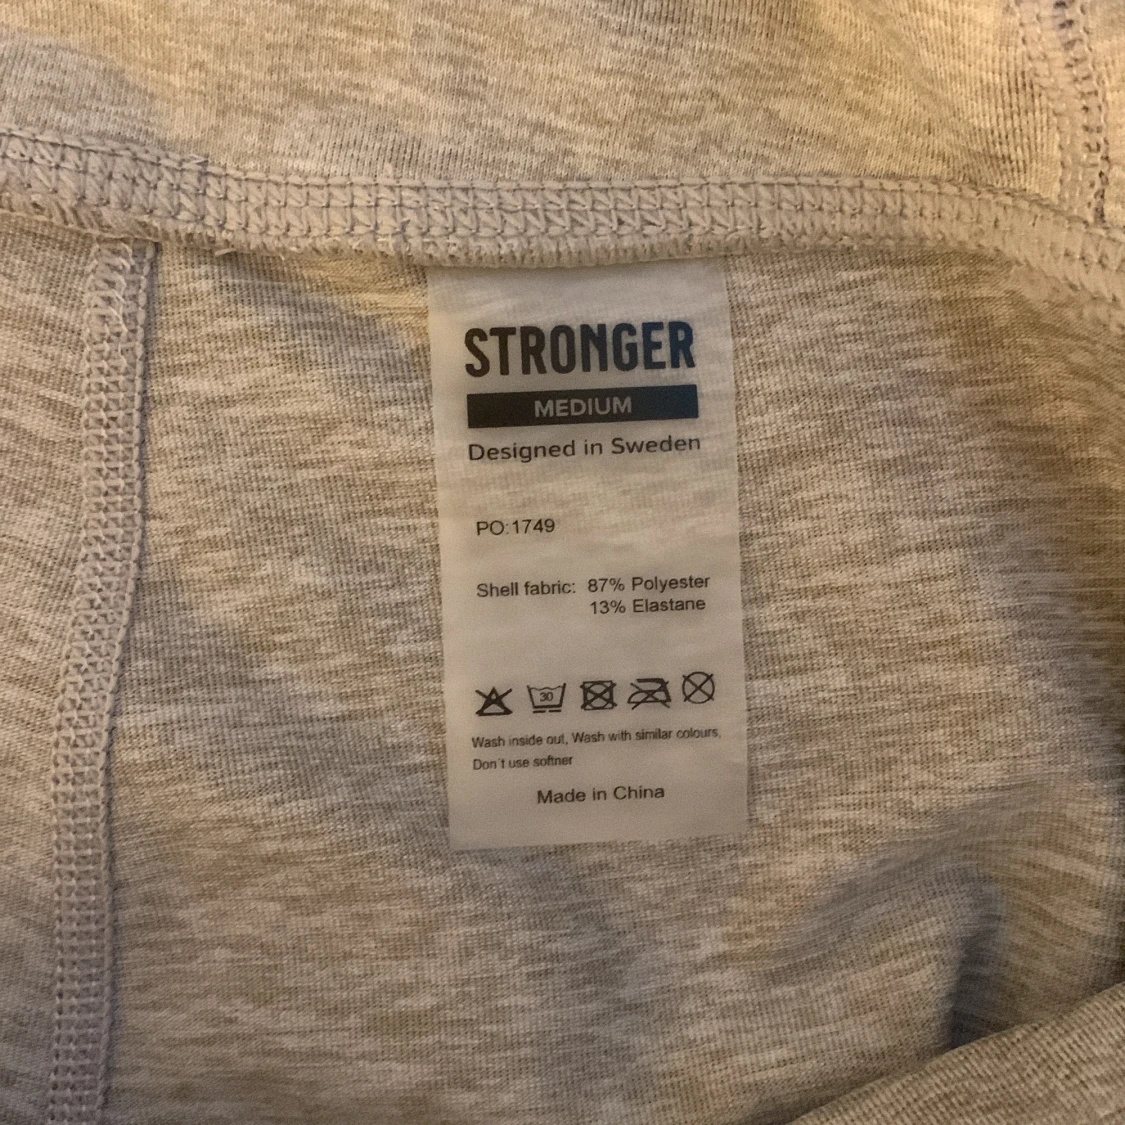 STRONGER
MEDIUM
Designed in Sweden
PO:1749
Shell fabric: 87% Polyester
13% Elastane
30
Wash inside out, Wash with similar colours,
Don't use softner
Made in China